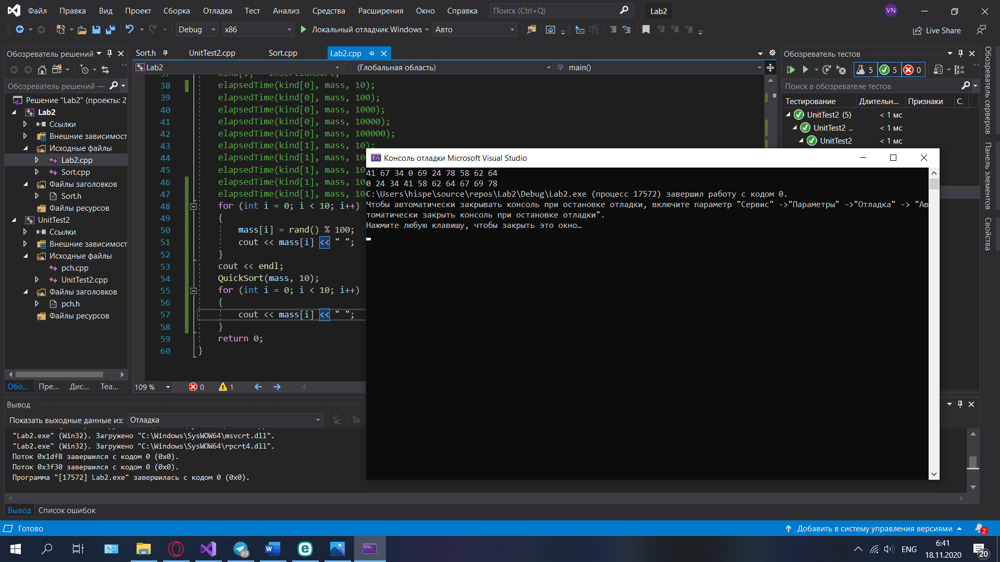 Файл Правка Вид Проект Сборка Отладка Тест Анализ Средства Расширения Окно Справка Поиск (Ctrl+Q) Lab2 VN
Debug x86 Локальный отладчик Windows Авто Live Share
Обозреватель решений
Sort.h UnitTest2.cpp Sort.cpp Lab2.cpp
Lab2 (Глобальная область) main()
Обозреватель решений —
Решение "Lab2" (проекты: 2
Lab2
Ссылки
Внешние зависимост
Исходные файлы
Lab2.cpp
Sort.cpp
Файлы заголовков
Sort.h
Файлы ресурсов
UnitTest2
Ссылки
Внешние зависимост
Исходные файлы
pch.cpp
UnitTest2.cpp
Файлы заголовков
pch.h
Файлы ресурсов
Обо... Пре... Дис... Tea...
38 elapsedTime(kind[0], mass, 10);
39 elapsedTime(kind[0], mass, 100);
40 elapsedTime(kind[0], mass, 1000);
41 elapsedTime(kind[0], mass, 10000);
42 elapsedTime(kind[0], mass, 100000);
43 elapsedTime(kind[1], mass, 10);
44 elapsedTime(kind[1], mass, 10
45 elapsedTime(kind[1], mass, 10
46 elapsedTime(kind[1], mass, 10
47 elapsedTime(kind[1], mass, 10
48 for (int i = 0; i < 10; i++)
49 {
50 mass[i] = rand() % 100;
51 cout << mass[i] << " ";
52 }
53 cout << endl;
54 QuickSort(mass, 10);
55 for (int i = 0; i < 10; i++)
56 {
57 cout << mass[i] << " ";
58 }
59 return 0;
60 }
109 % 0 1
Обозреватель тестов
5 5 0
Поиск в обозревателе тестов
Тестирование Длительн... Признаки С.
UnitTest2 (5) < 1 мс
UnitTest2 .. < 1 мс
UnitTest2 < 1 мс
Обозреватель серверов
Панель элементов
Свойства
Консоль отладки Microsoft Visual Studio
41 67 34 0 69 24 78 58 62 64
0 24 34 41 58 62 64 67 69 78
C:\Users\hispe\source\repos\Lab2\Debug\Lab2.exe (процесс 17572) завершил работу с кодом 0.
Чтобы автоматически закрывать консоль при остановке отладки, включите параметр "Сервис" ->"Параметры" ->"Отладка" -> "Ав
томатически закрыть консоль при остановке отладки".
Нажмите любую клавишу, чтобы закрыть это окно…
Вывод
Показать выходные данные из: Отладка
"Lab2.exe" (Win32). Загружено "C:\Windows\SysWOW64\msvcrt.dll".
"Lab2.exe" (Win32). Загружено "C:\Windows\SysWOW64\rpcrt4.dll".
Поток 0x1df8 завершился с кодом 0 (0x0).
Поток 0x3f30 завершился с кодом 0 (0x0).
Программа "[17572] Lab2.exe" завершилась с кодом 0 (0x0).
Вывод Список ошибок
Готово Добавить в систему управления версиями 2
89 ENG 6:41
18.11.2020 20